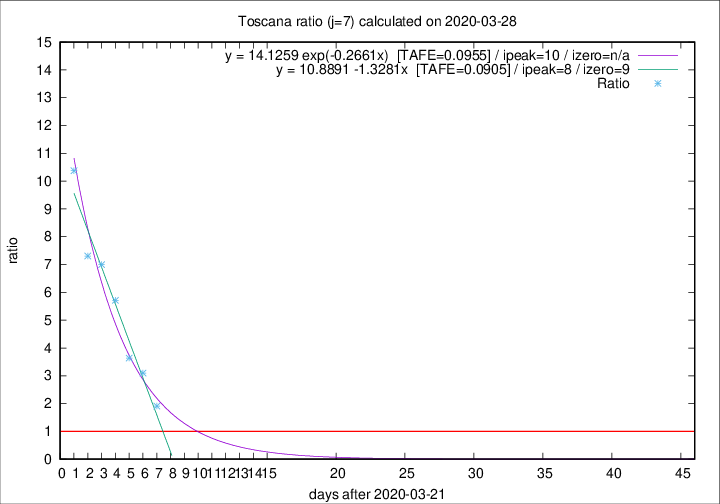 Toscana ratio (j=7) calculated on 2020-03-28
y = 14.1259 exp(-0.2661x) [TAFE=0.0955] / ipeak=10 / izero=n/a
y = 10.8891 -1.3281x [TAFE=0.0905] / ipeak=8 / izero=9
Ratio
15
14
13
12
11
10
9
8
7
6
5
4
3
2
1
0
ratio
0 1 2 3 4 5 6 7 8 9 10 11 12 13 14 15 20 25 30 35 40 45
days after 2020-03-21